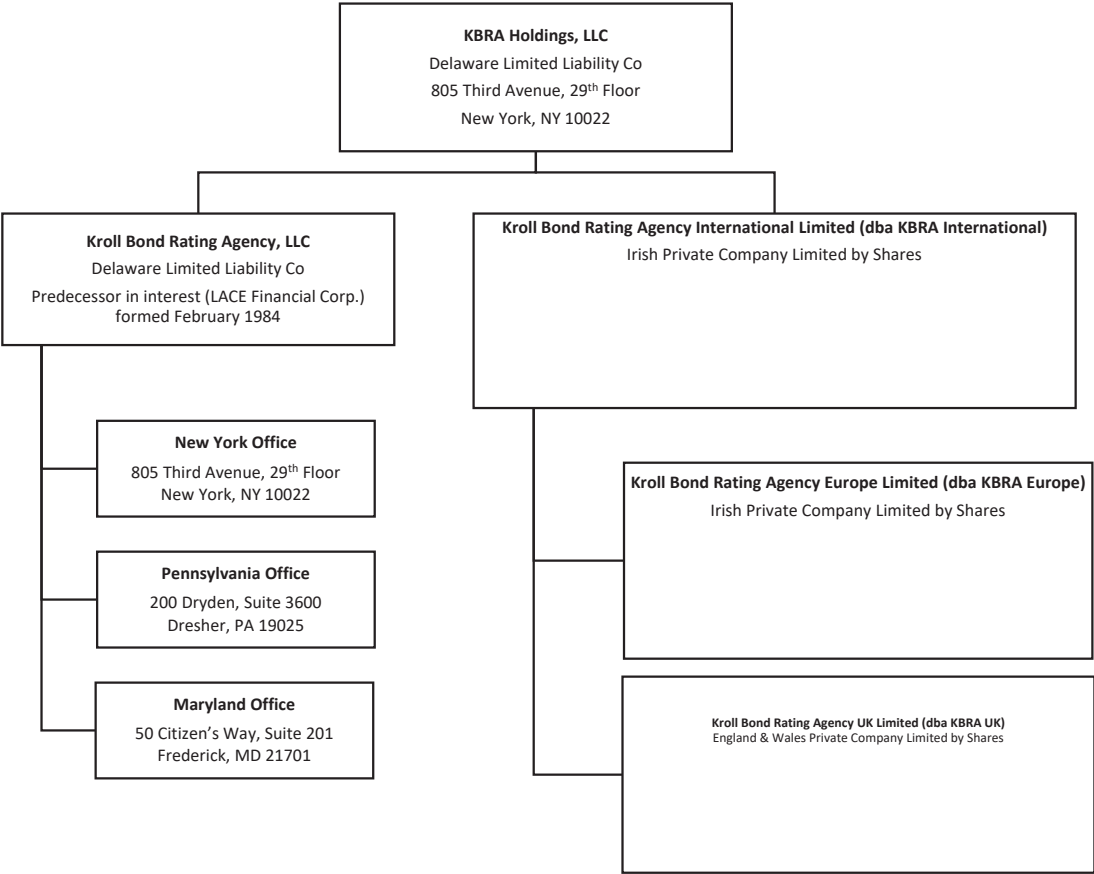 KBRA Holdings, LLC
Delaware Limited Liability Co
805 Third Avenue, 29th Floor
New York, NY 10022
Kroll Bond Rating Agency, LLC
Delaware Limited Liability Co
Predecessor in interest (LACE Financial Corp.)
formed February 1984
New York Office
805 Third Avenue, 29th Floor
New York, NY 10022
Pennsylvania Office
200 Dryden, Suite 3600
Dresher, PA 19025
Maryland Office
50 Citizen’s Way, Suite 201
Frederick, MD 21701
Kroll Bond Rating Agency International Limited (dba KBRA International)
Irish Private Company Limited by Shares
Kroll Bond Rating Agency Europe Limited (dba KBRA Europe)
Irish Private Company Limited by Shares
Kroll Bond Rating Agency UK Limited (dba KBRA UK)
England & Wales Private Company Limited by Shares